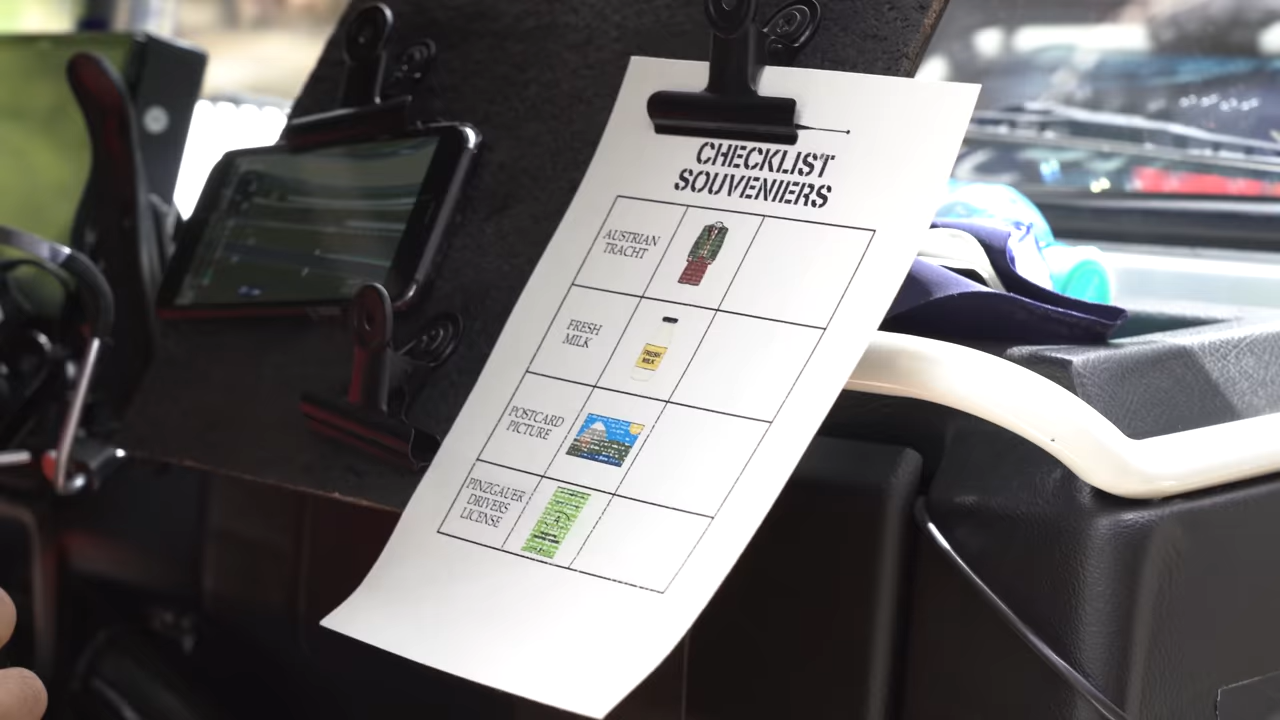 CHECKLIST
SOUVENIERS
AUSTRIAN
TRACHT
FRESH
MILK
FRESH
MILK
POSTCARD
PICTURE
PINZGAUER
DRIVERS
LICENSE